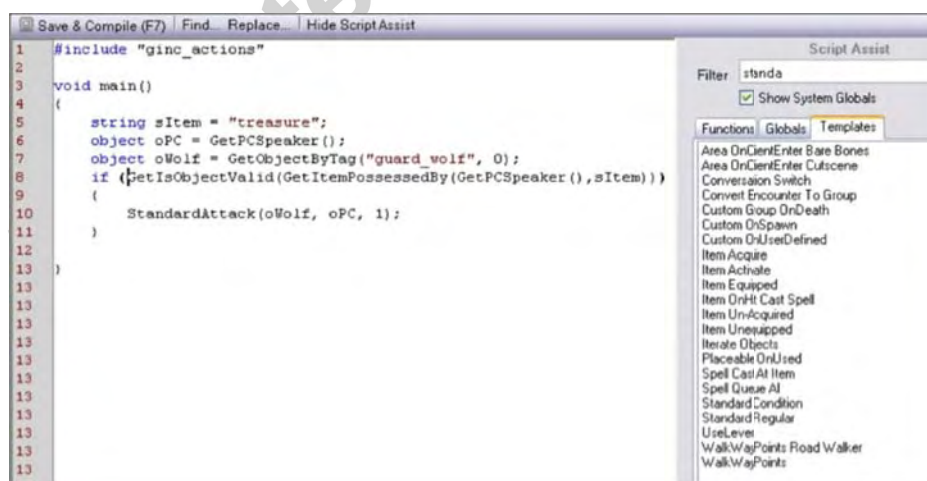 Save & Compile (F7) Find... Replace... Hide Script Assist
1 #include "ginc_actions"
2
3 void main()
4 {
5 string sItem = "treasure";
6 object oPC = GetPCSpeaker();
7 object oWolf = GetObjectByTag("guard_wolf", 0);
8 if (GetIsObjectValid(GetItemPossessedBy(GetPCSpeaker(),sItem)))
9 {
10 StandardAttack(oWolf, oPC, 1);
11 }
12
13 }
13
13
13
13
13
13
13
13
13
13
13
Script Assist
Filter standa
Show System Globals
Functions Globals Templates
Area OnClientEnter Bare Bones
Area OnClientEnter Cutscene
Conversaion Switch
Convert Encounter To Group
Custom Group OnDeath
Custom OnSpawn
Custom OnUserDefined
Item Acquire
Item Activate
Item Equipped
Item OnHit Cast Spell
Item Un-Acquired
Item Unequipped
Iterate Objects
Placeable OnUsed
Spell Cast At Item
Spell Queue AI
Standard Condition
Standard Regular
UseLever
WalkWayPoints Road Walker
WalkWayPoints